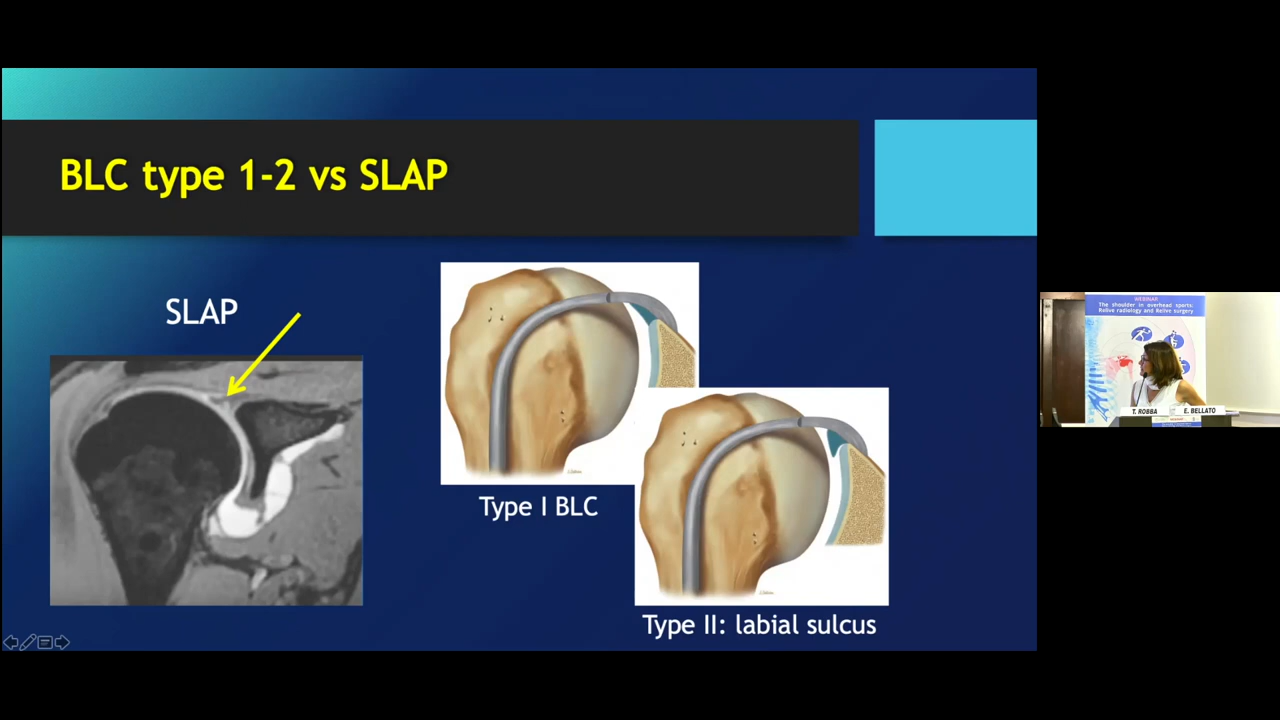 BLC type 1-2 vs SLAP
SLAP
Type I BLC
Type II: labial sulcus
WEBINAR
The shoulder in overhead sports:
Relive radiology and Relive surgery
T. ROBBA
E. BELLATO